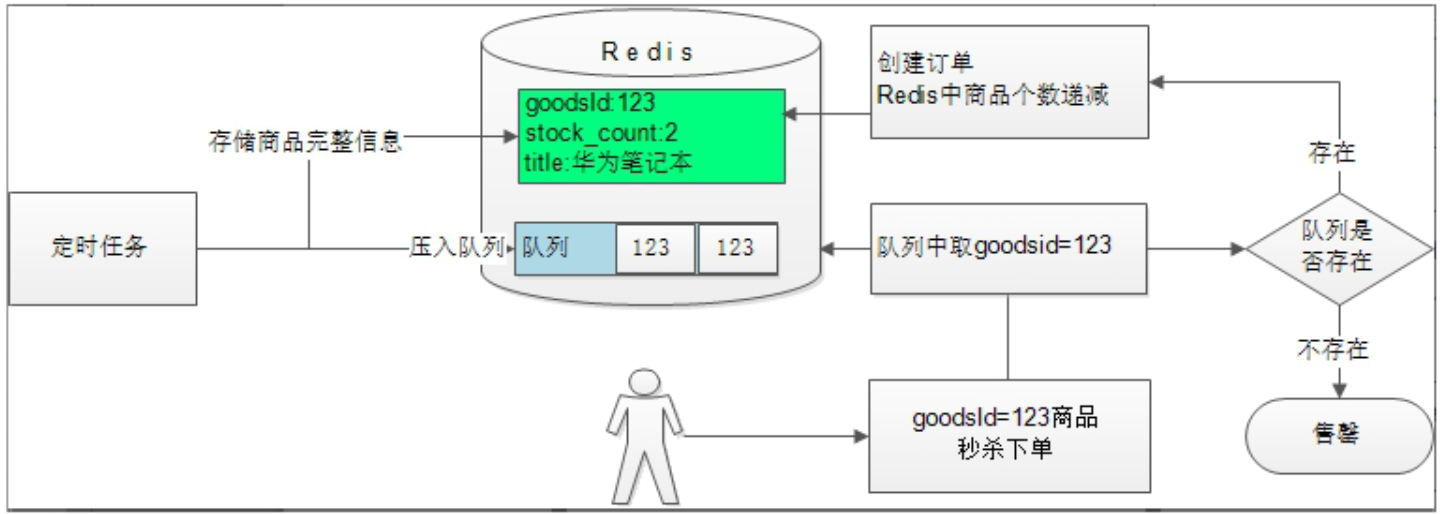 Redis
goodsId:123
stock_count:2
title:华为笔记本
创建订单
Redis中商品个数递减
存储商品完整信息
存在
定时任务
压入队列
队列
123
123
队列中取goodsid=123
队列是
否存在
不存在
goodsId=123商品
秒杀下单
售罄